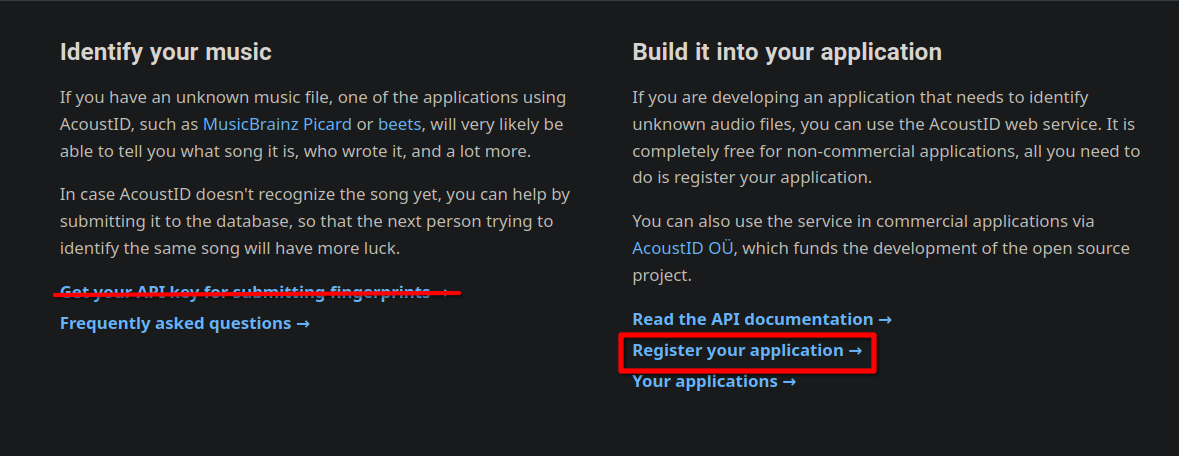 Identify your music
If you have an unknown music file, one of the applications using
AcoustID, such as MusicBrainz Picard or beets, will very likely be
able to tell you what song it is, who wrote it, and a lot more.
In case AcoustID doesn't recognize the song yet, you can help by
submitting it to the database, so that the next person trying to
identify the same song will have more luck.
Get your API key for submitting fingerprints →
Frequently asked questions →
Build it into your application
If you are developing an application that needs to identify
unknown audio files, you can use the AcoustID web service. It is
completely free for non-commercial applications, all you need to
do is register your application.
You can also use the service in commercial applications via
AcoustID OÜ, which funds the development of the open source
project.
Read the API documentation →
Register your application →
Your applications →